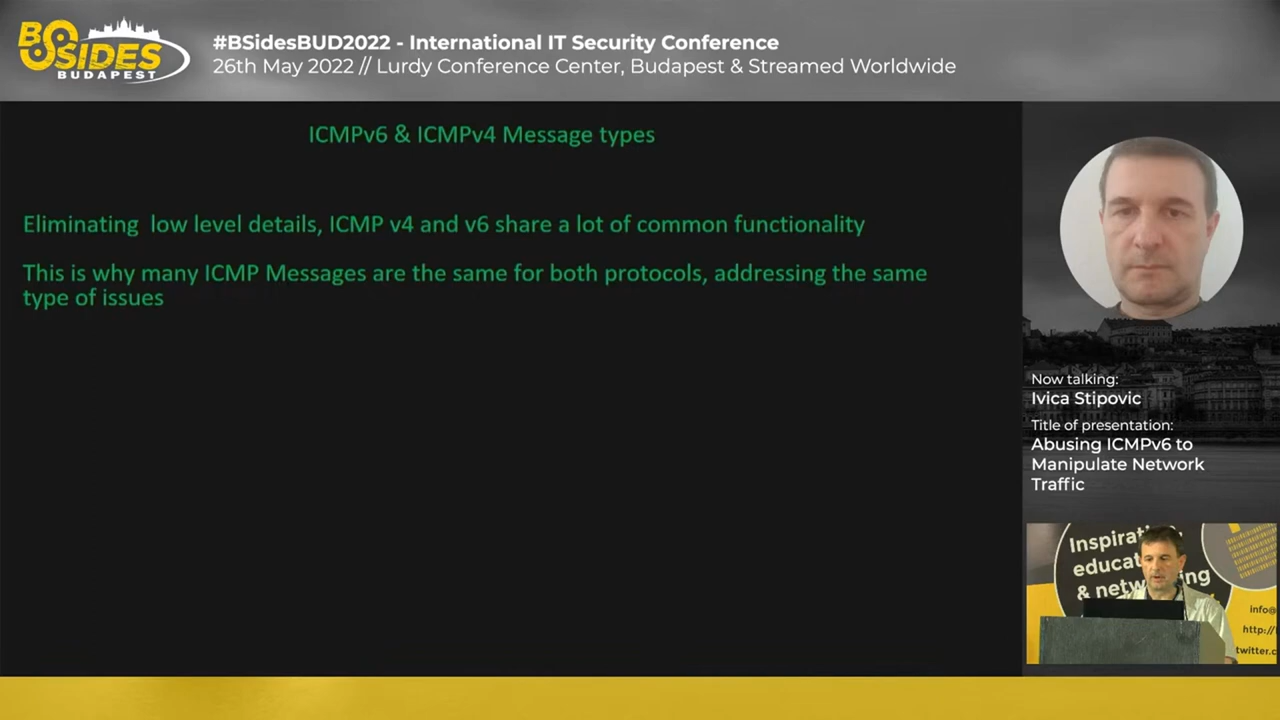 BSIDES
BUDAPEST
#BSidesBUD2022 - International IT Security Conference
26th May 2022 // Lurdy Conference Center, Budapest & Streamed Worldwide
ICMPv6 & ICMPv4 Message types
Eliminating low level details, ICMP v4 and v6 share a lot of common functionality
This is why many ICMP Messages are the same for both protocols, addressing the same
type of issues
Now talking:
Ivica Stipovic
Title of presentation:
Abusing ICMPv6 to
Manipulate Network
Traffic
& 
info@
http://
twitter.c